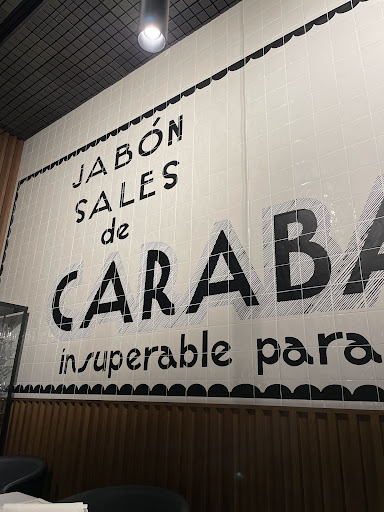 JABÓN
SALES
de
CARABA
insuperable para